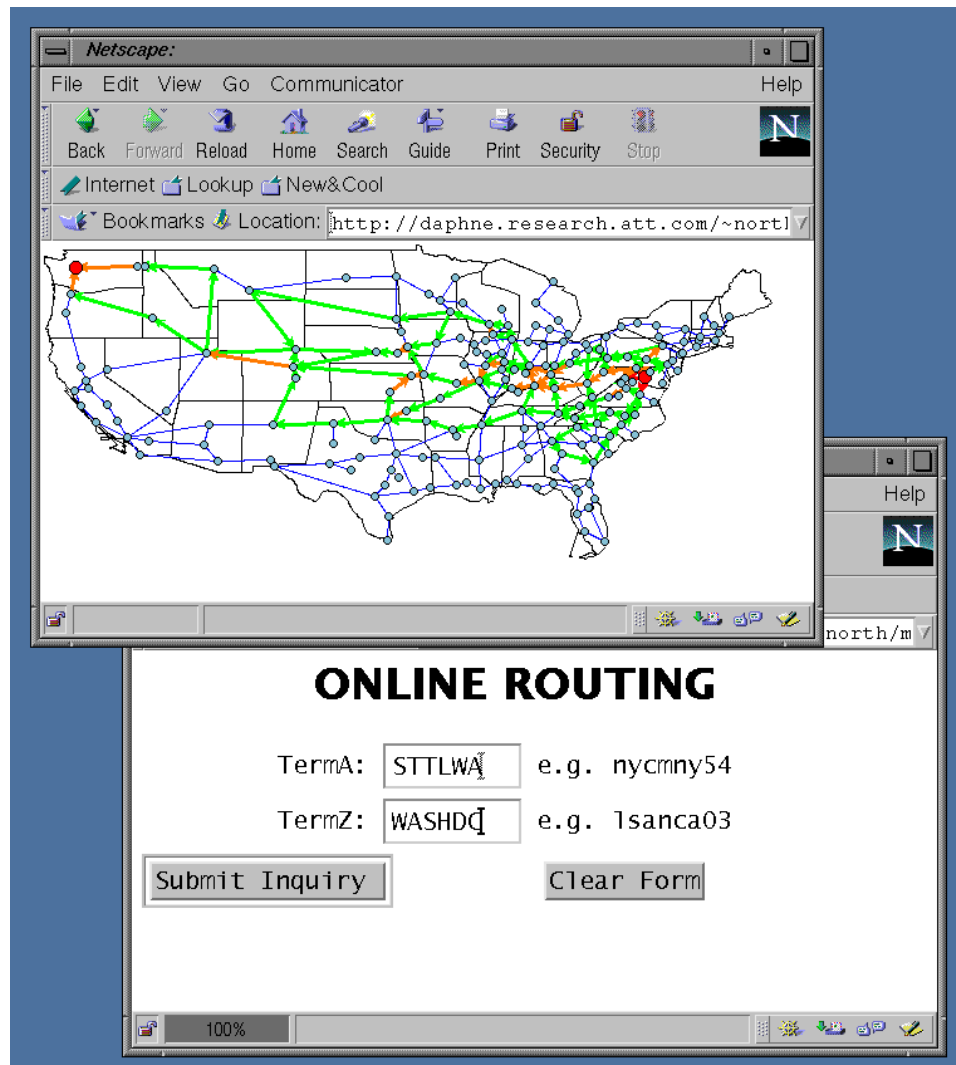 Netscape:
File Edit View Go Communicator Help
Back Forward Reload Home Search Guide Print Security Stop
N
Internet Lookup New&Cool
Bookmarks Location: http://daphne.research.att.com/~nort
Help
N
north/m
ONLINE ROUTING
TermA: STTLWA e.g. nycmny54
TermZ: WASHDC e.g. lsanca03
Submit Inquiry Clear Form
100%